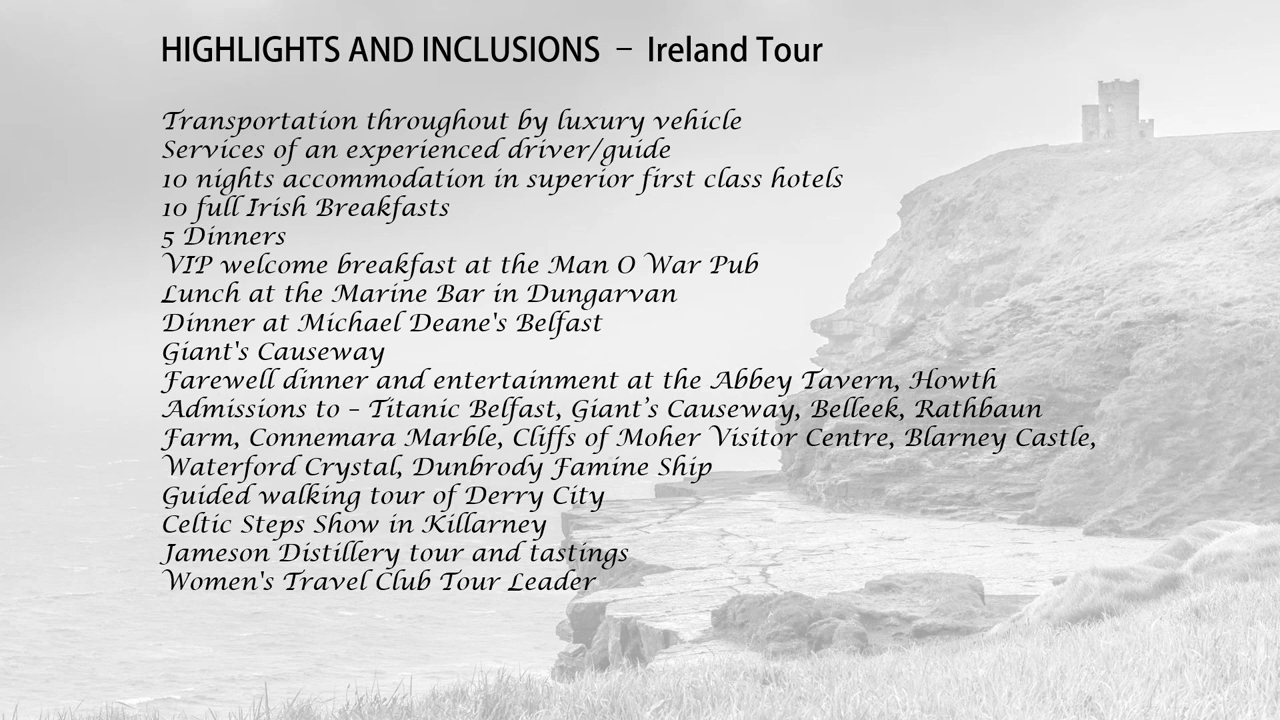 HIGHLIGHTS AND INCLUSIONS – Ireland Tour
Transportation throughout by luxury vehicle
Services of an experienced driver/guide
10 nights accommodation in superior first class hotels
10 full Irish Breakfasts
5 Dinners
VIP welcome breakfast at the Man O War Pub
Lunch at the Marine Bar in Dungarvan
Dinner at Michael Deane's Belfast
Giant's Causeway
Farewell dinner and entertainment at the Abbey Tavern, Howth
Admissions to – Titanic Belfast, Giant’s Causeway, Belleek, Rathbaun
Farm, Connemara Marble, Cliffs of Moher Visitor Centre, Blarney Castle,
Waterford Crystal, Dunbrody Famine Ship
Guided walking tour of Derry City
Celtic Steps Show in Killarney
Jameson Distillery tour and tastings
Women's Travel Club Tour Leader